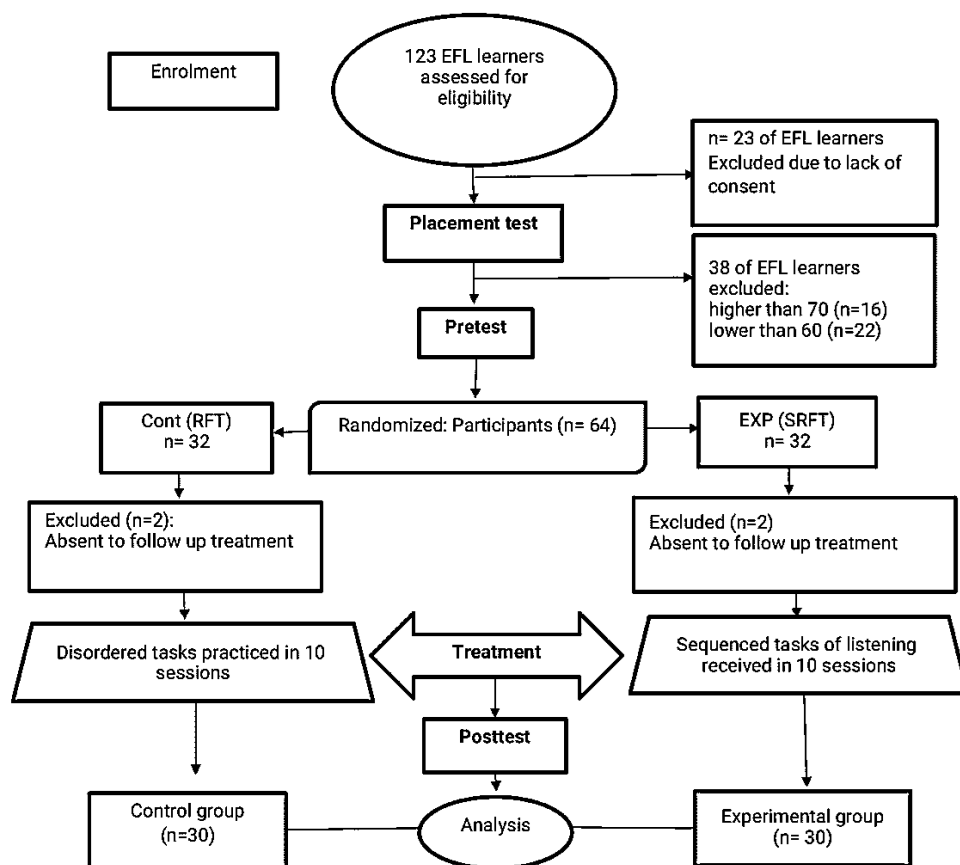 Enrolment
123 EFL learners
assessed for
eligibility
n= 23 of EFL learners
Excluded due to lack of
consent
Placement test
38 of EFL learners
excluded:
higher than 70 (n=16)
lower than 60 (n=22)
Pretest
Cont (RFT)
n= 32
Randomized: Participants (n= 64)
EXP (SRFT)
n= 32
Excluded (n=2):
Absent to follow up treatment
Excluded (n=2)
Absent to follow up treatment
Disordered tasks practiced in 10
sessions
Treatment
Sequenced tasks of listening
received in 10 sessions
Posttest
Control group
(n=30)
Analysis
Experimental group
(n= 30)